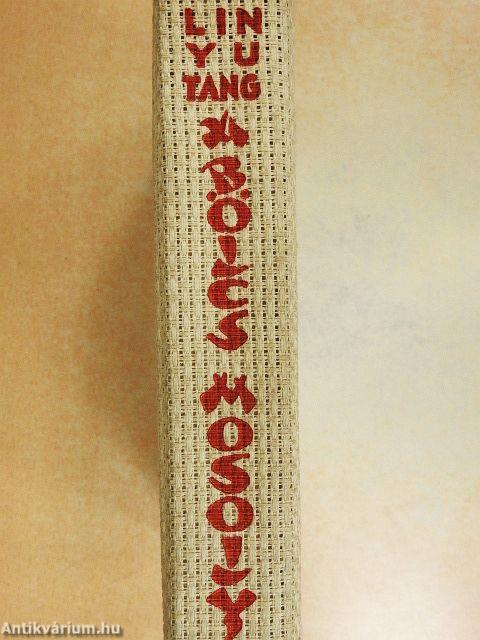 LIN
YU
TANG
A
BÖLCS
MOSOLY
Antikvárium.hu